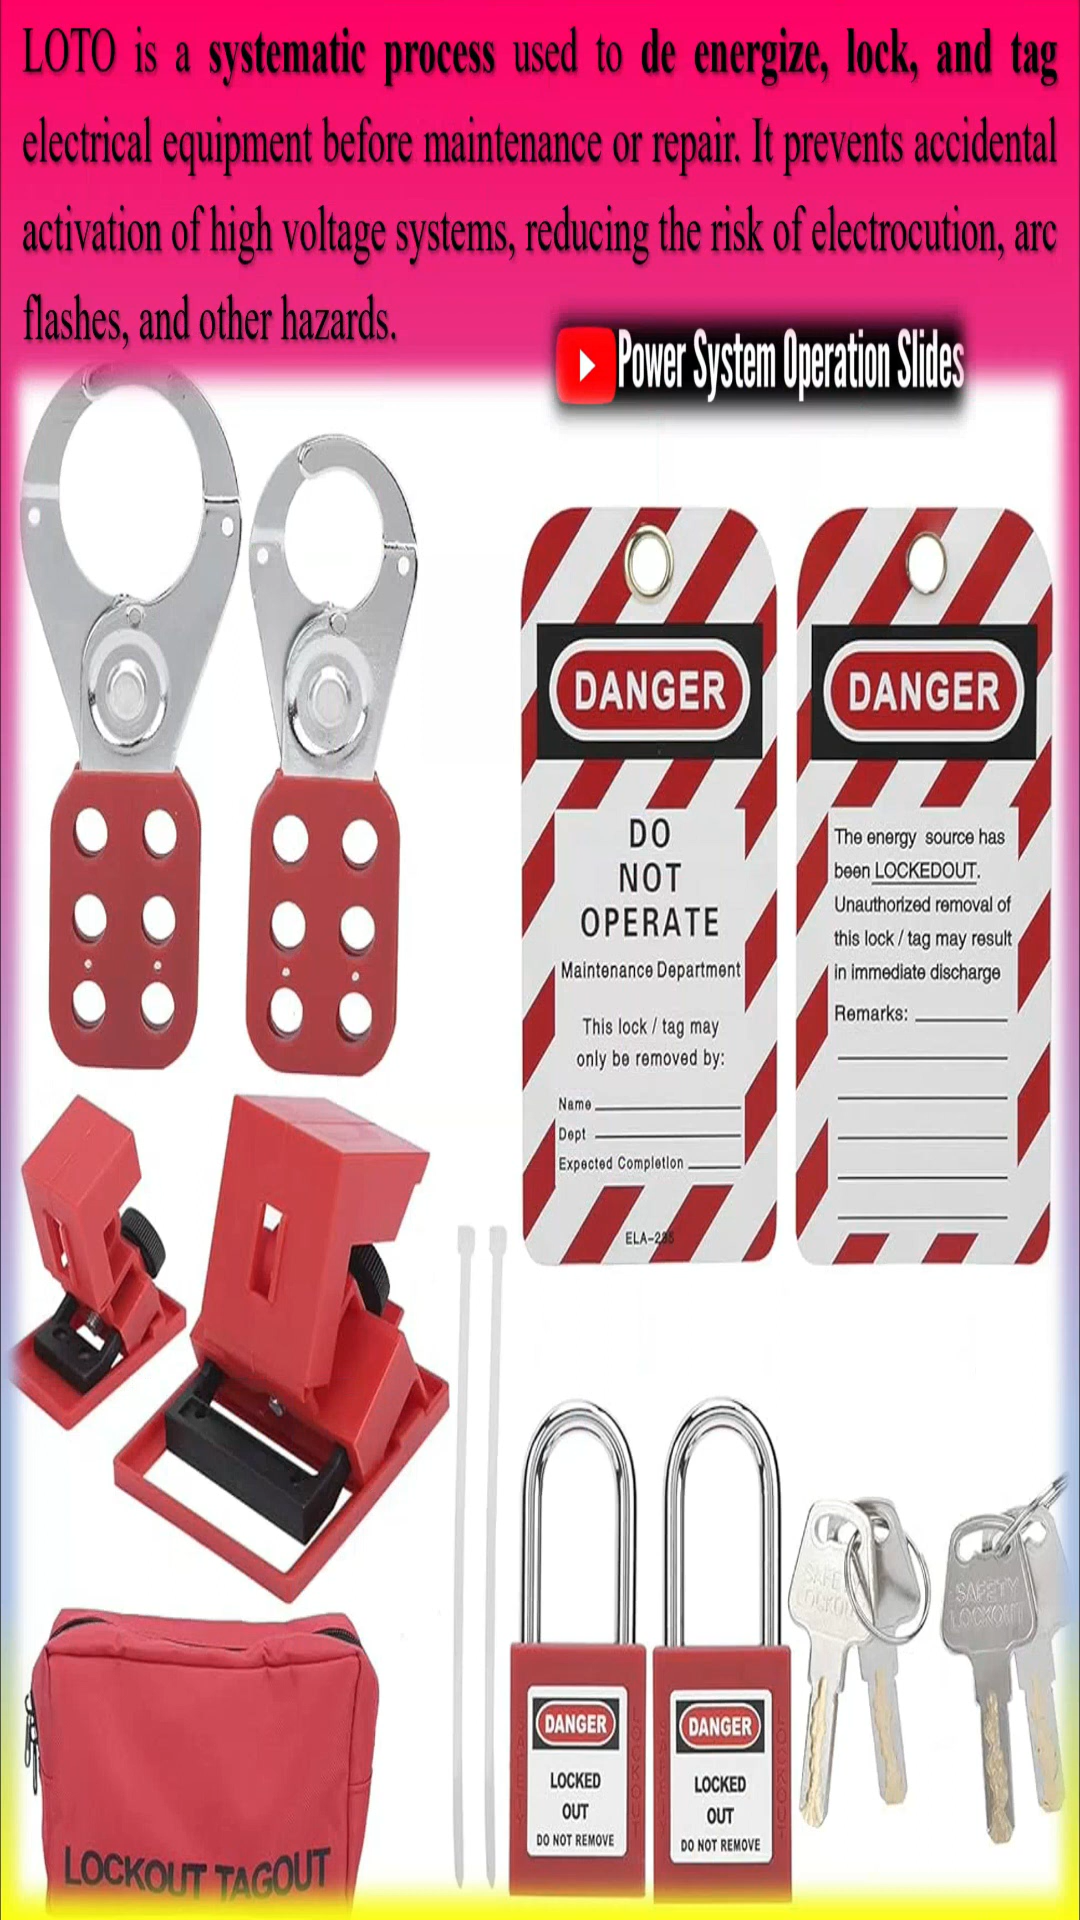 LOTO is a systematic process used to de energize, lock, and tag
electrical equipment before maintenance or repair. It prevents accidental
activation of high voltage systems, reducing the risk of electrocution, arc
flashes, and other hazards.
Power System Operation Slides
DANGER
DO
NOT
OPERATE
Maintenance Department
This lock / tag may
only be removed by:
Name
Dept
Expected Completion
DANGER
The energy source has
been LOCKEDOUT.
Unauthorized removal of
this lock / tag may result
in immediate discharge
Remarks:
DANGER
LOCKED
OUT
DO NOT REMOVE
LOCKOUT
DANGER
LOCKED
OUT
DO NOT REMOVE
LOCKOUT
SAFETY
LOCKOUT
LOCKOUT TAGOUT